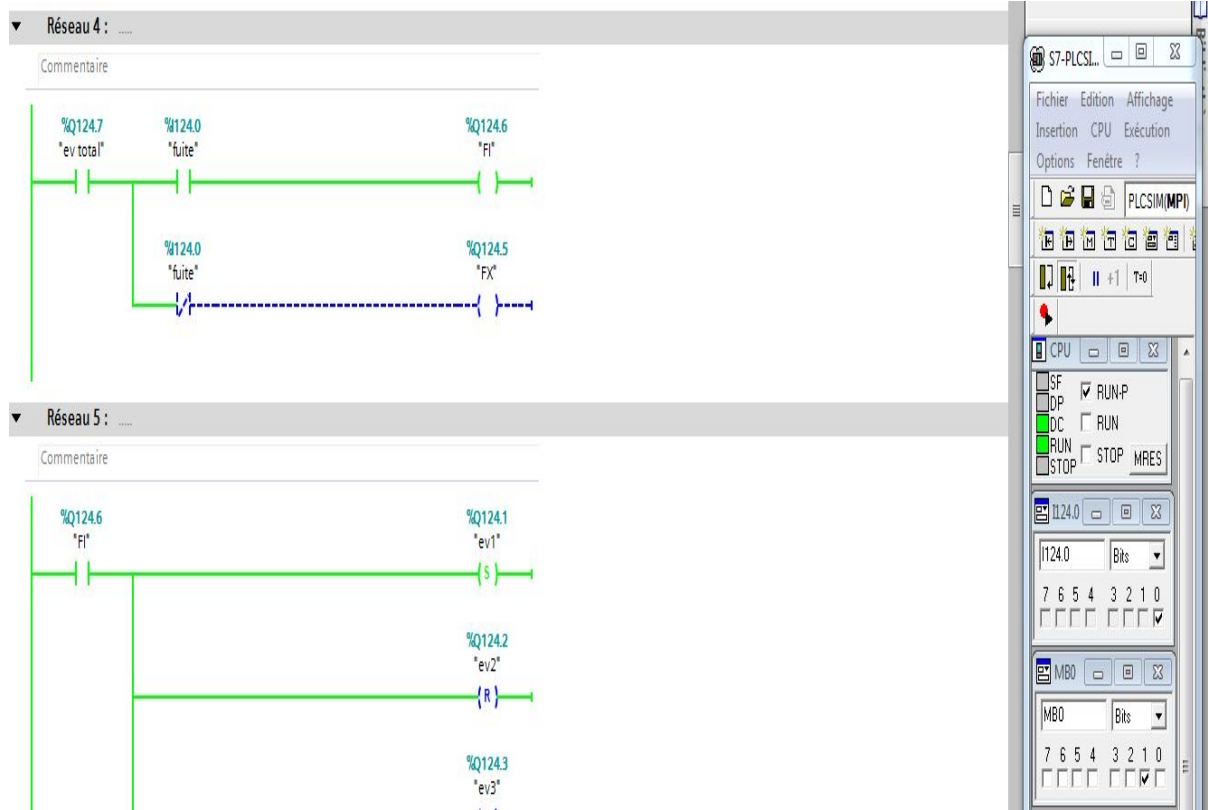 Réseau 4 : .....
Commentaire
%Q124.7 %I124.0 %Q124.6
"ev total" "fuite" "FI"
%I124.0 %Q124.5
"fuite" "FX"
Réseau 5 : .....
Commentaire
%Q124.6 %Q124.1
"FI" "ev1"
S
%Q124.2
"ev2"
R
%Q124.3
"ev3"
S7-PLCSI...
Fichier Edition Affichage
Insertion CPU Exécution
Options Fenêtre ?
PLCSIM(MPI)
+1 T=0
CPU
SF
DP
DC
RUN
STOP
RUN-P
RUN
STOP MRES
I124.0
I124.0 Bits
7 6 5 4 3 2 1 0
MB0
MB0 Bits
7 6 5 4 3 2 1 0